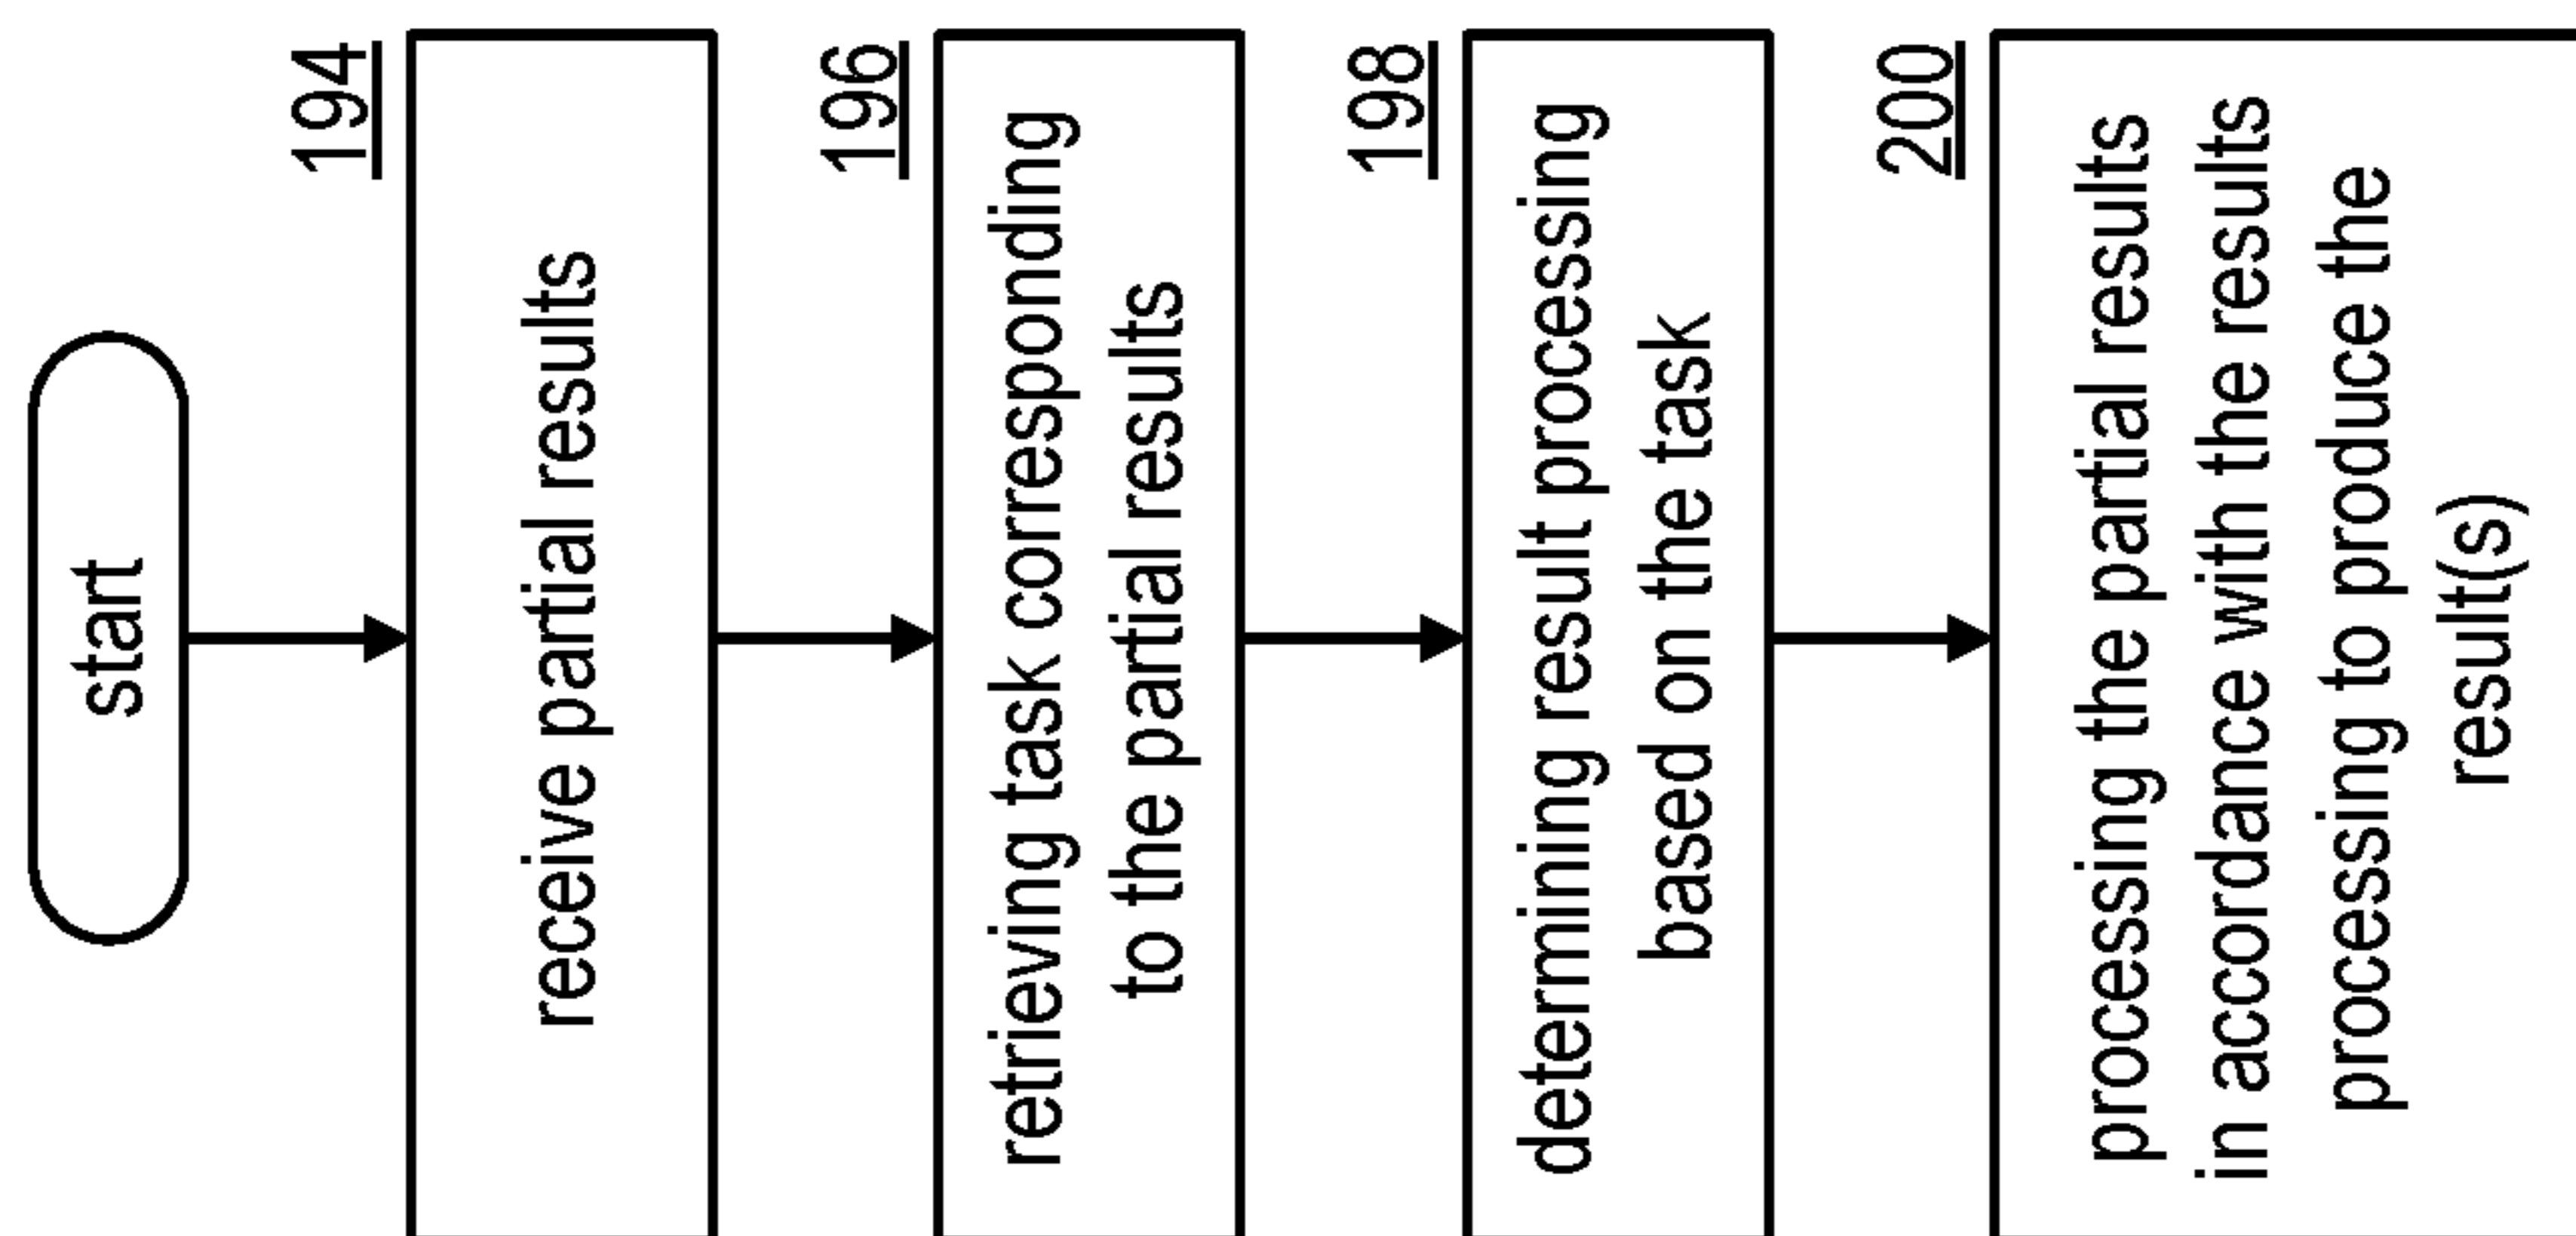 start
194
receive partial results
196
retrieving task corresponding
to the partial results
198
determining result processing
based on the task
200
processing the partial results
in accordance with the results
processing to produce the
result(s)